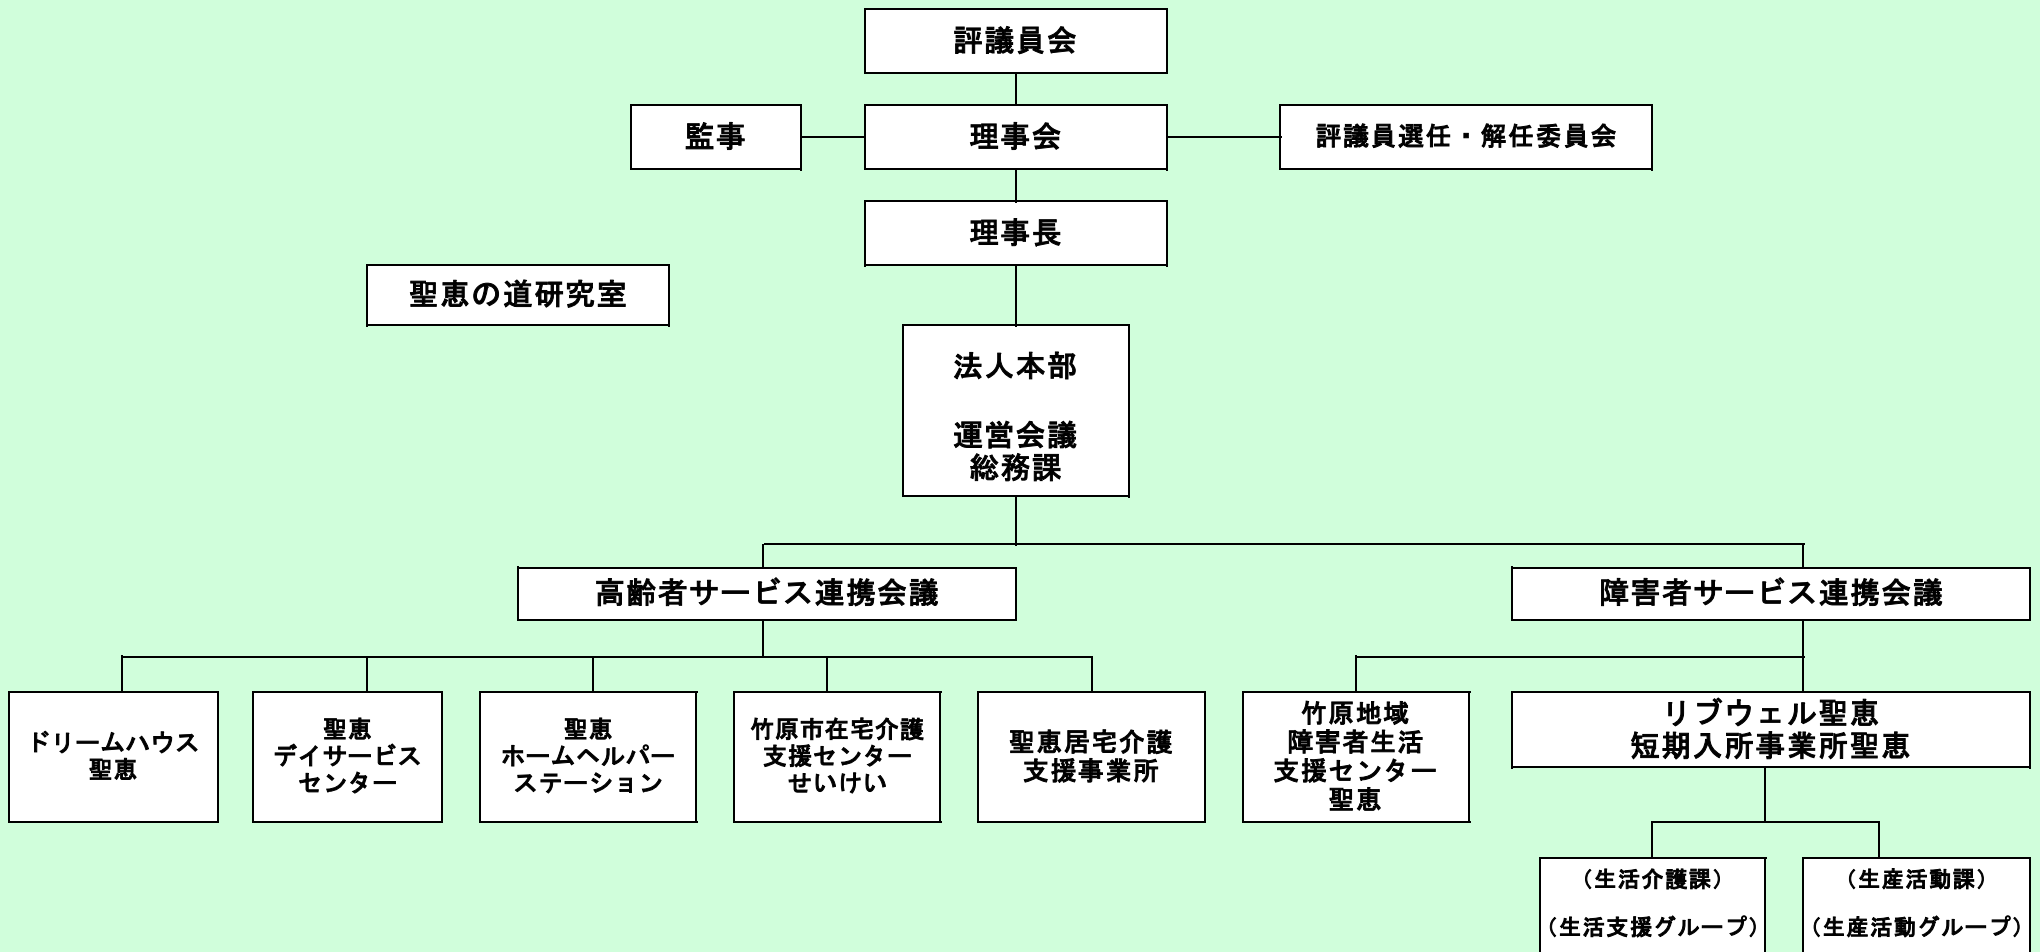 評議員会
監事
理事会
評議員選任・解任委員会
理事長
聖恵の道研究室
法人本部
運営会議
総務課
高齢者サービス連携会議
障害者サービス連携会議
ドリームハウス
聖恵
聖恵
デイサービス
センター
聖恵
ホームヘルパー
ステーション
竹原市在宅介護
支援センター
せいけい
聖恵居宅介護
支援事業所
竹原地域
障害者生活
支援センター
聖恵
リブウェル聖恵
短期入所事業所聖恵
（生活介護課）
（生活支援グループ）
（生産活動課）
（生産活動グループ）